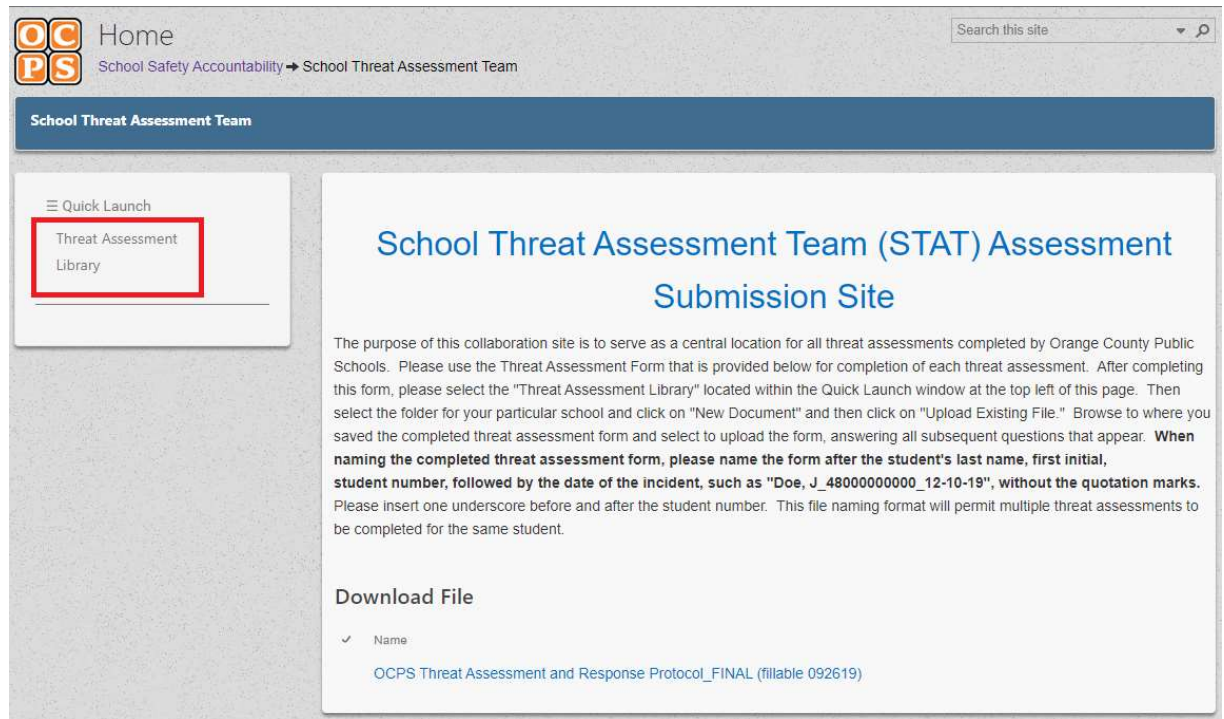 OC
PS
Home
Search this site
School Safety Accountability → School Threat Assessment Team
School Threat Assessment Team
☰ Quick Launch
Threat Assessment
Library
School Threat Assessment Team (STAT) Assessment
Submission Site
The purpose of this collaboration site is to serve as a central location for all threat assessments completed by Orange County Public
Schools. Please use the Threat Assessment Form that is provided below for completion of each threat assessment. After completing
this form, please select the "Threat Assessment Library" located within the Quick Launch window at the top left of this page. Then
select the folder for your particular school and click on "New Document" and then click on "Upload Existing File." Browse to where you
saved the completed threat assessment form and select to upload the form, answering all subsequent questions that appear. When
naming the completed threat assessment form, please name the form after the student's last name, first initial,
student number, followed by the date of the incident, such as "Doe, J_48000000000_12-10-19", without the quotation marks.
Please insert one underscore before and after the student number. This file naming format will permit multiple threat assessments to
be completed for the same student.
Download File
✓ Name
OCPS Threat Assessment and Response Protocol_FINAL (fillable 092619)